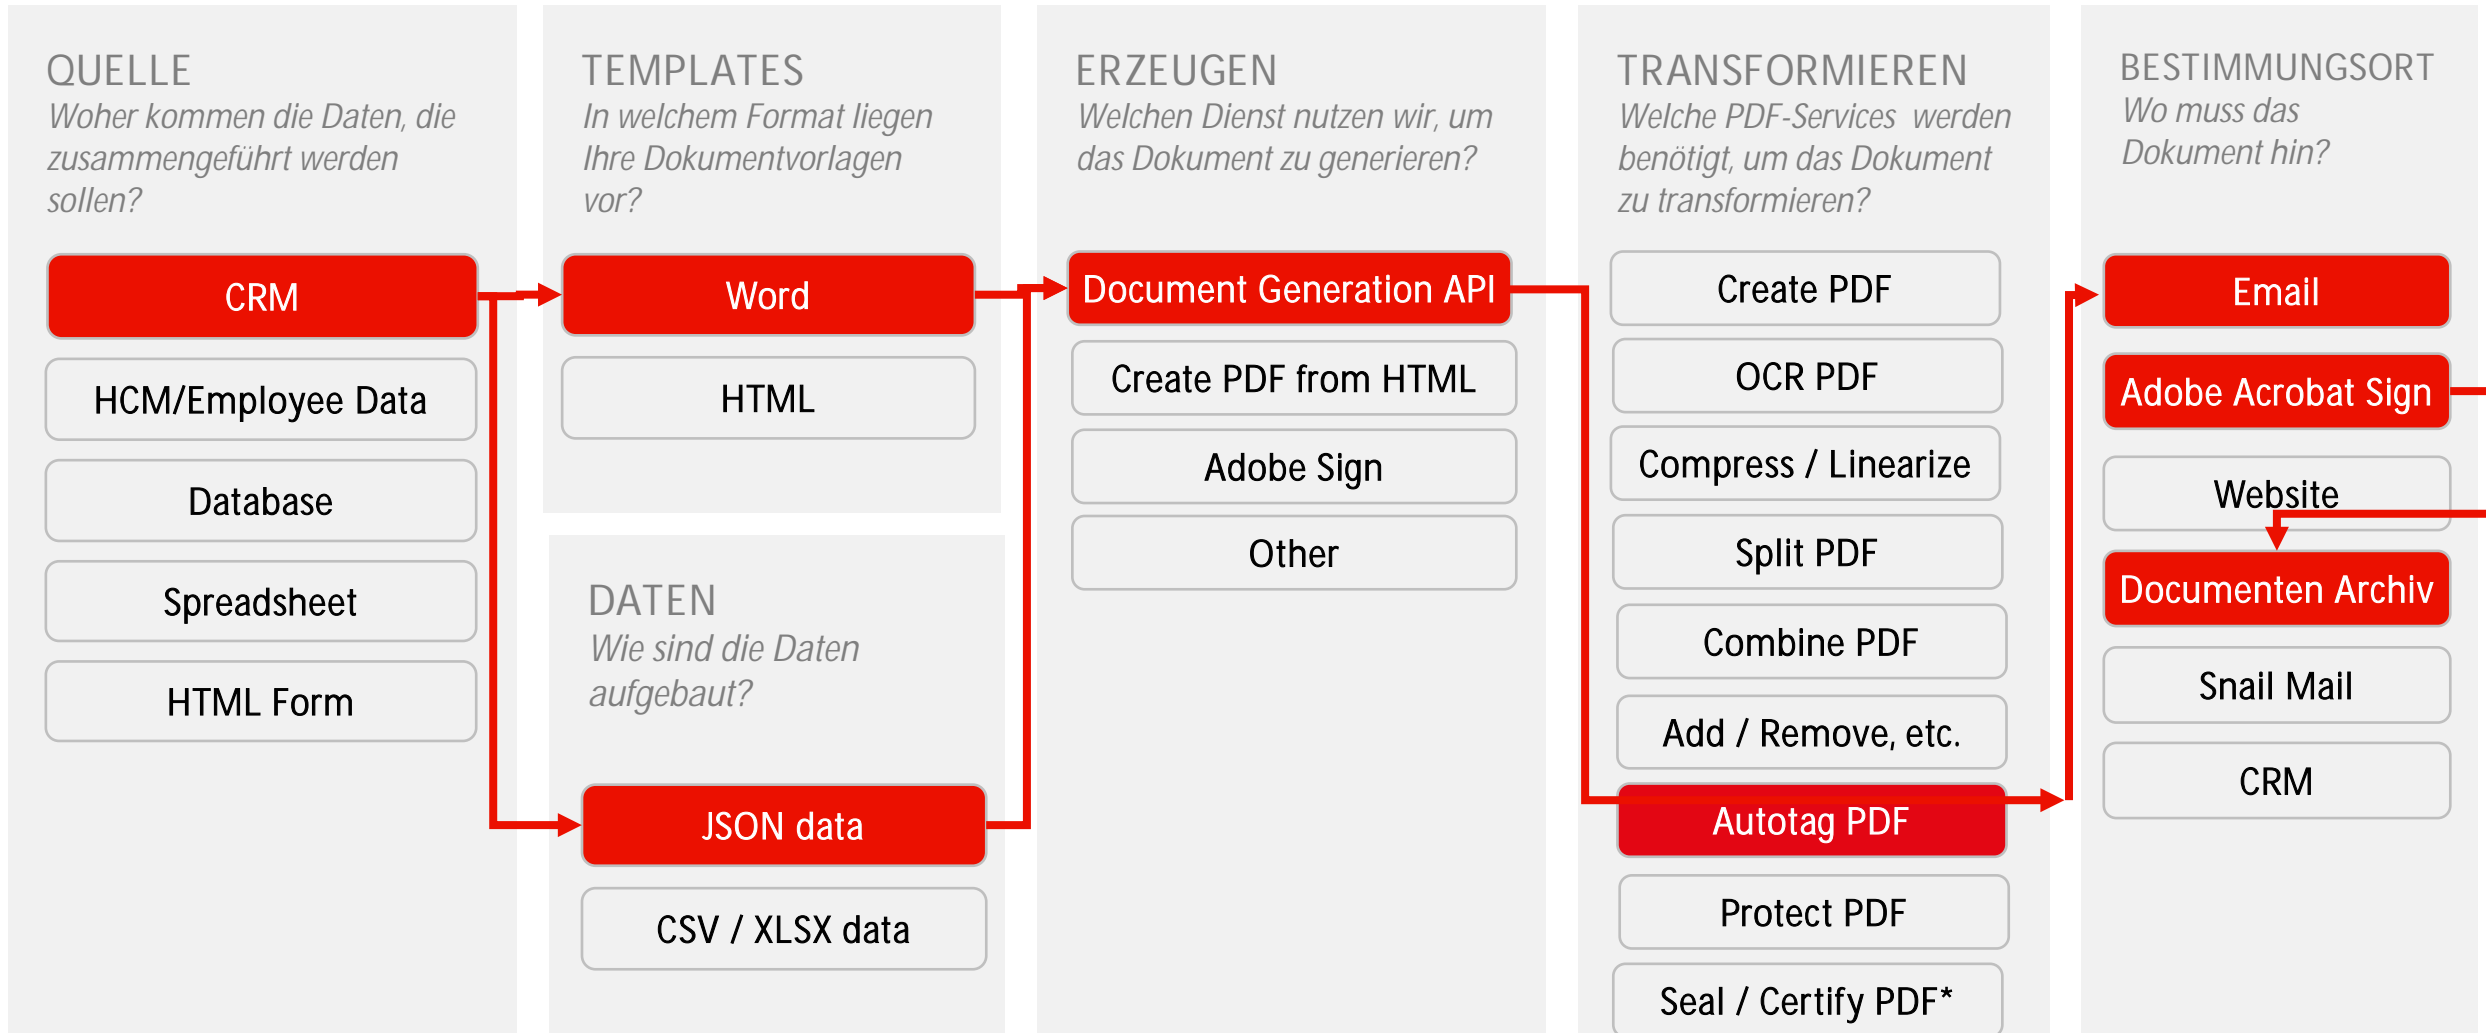 QUELLE
Woher kommen die Daten, die
zusammengeführt werden
sollen?
CRM
HCM/Employee Data
Database
Spreadsheet
HTML Form
TEMPLATES
In welchem Format liegen
Ihre Dokumentvorlagen
vor?
Word
HTML
DATEN
Wie sind die Daten
aufgebaut?
JSON data
CSV / XLSX data
ERZEUGEN
Welchen Dienst nutzen wir, um
das Dokument zu generieren?
Document Generation API
Create PDF from HTML
Adobe Sign
Other
TRANSFORMIEREN
Welche PDF-Services  werden
benötigt, um das Dokument
zu transformieren?
Create PDF
OCR PDF
Compress / Linearize
Split PDF
Combine PDF
Add / Remove, etc.
Autotag PDF
Protect PDF
Seal / Certify PDF*
BESTIMMUNGSORT
Wo muss das
Dokument hin?
Email
Adobe Acrobat Sign
Website
Documenten Archiv
Snail Mail
CRM